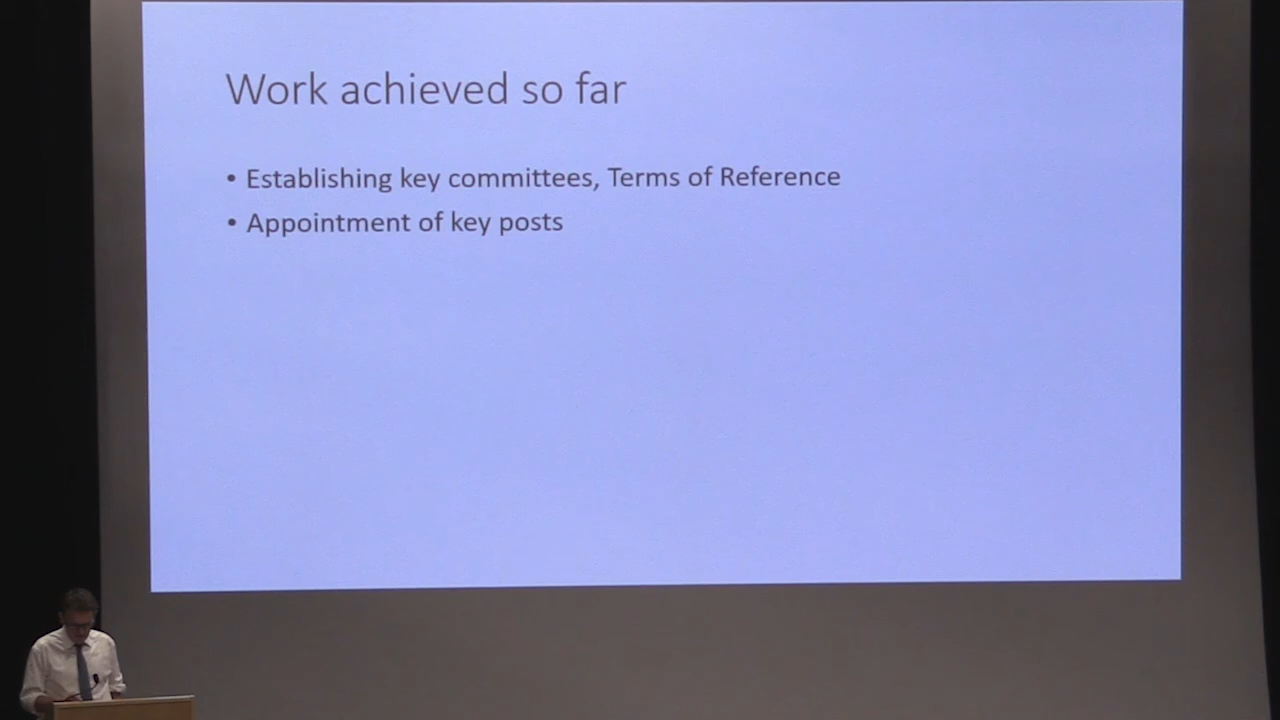 Work achieved so far
• Establishing key committees, Terms of Reference
• Appointment of key posts